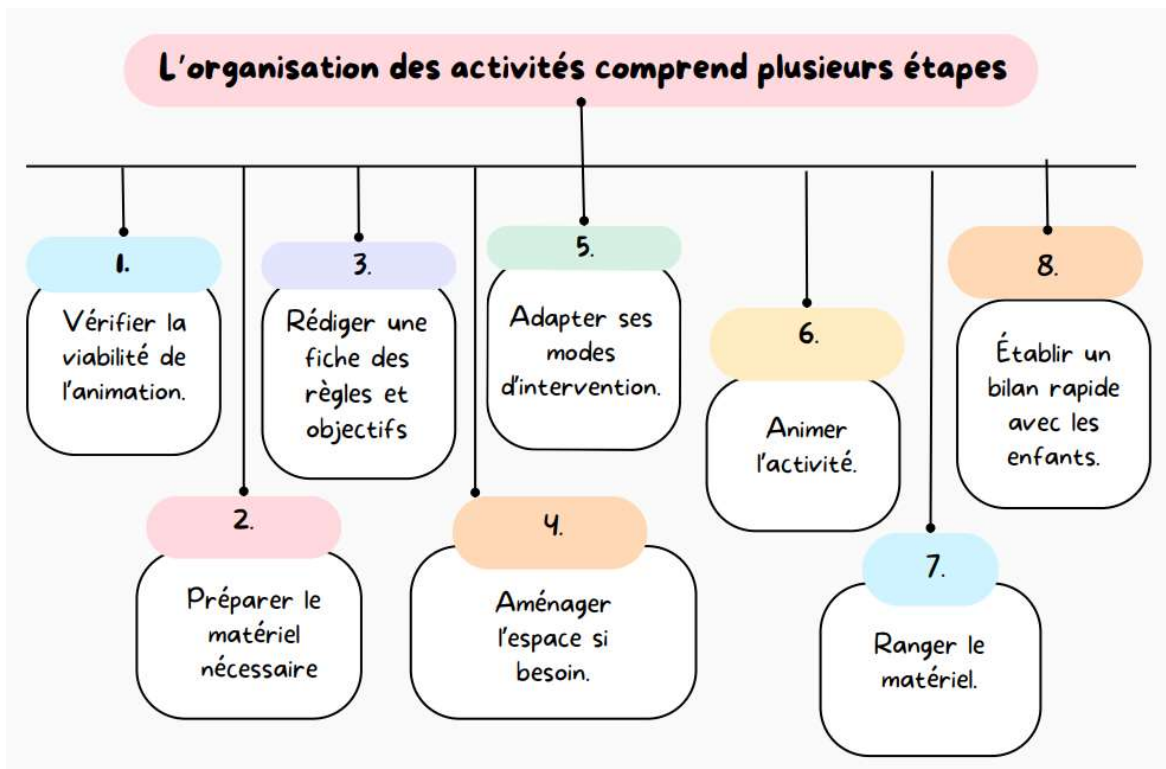 L'organisation des activités comprend plusieurs étapes
1.
Vérifier la
viabilité de
l'animation.
2.
Préparer le
matériel
nécessaire
3.
Rédiger une
fiche des
règles et
objectifs
4.
Aménager
l'espace si
besoin.
5.
Adapter ses
modes
d'intervention.
6.
Animer
l'activité.
7.
Ranger le
matériel.
8.
Établir un
bilan rapide
avec les
enfants.